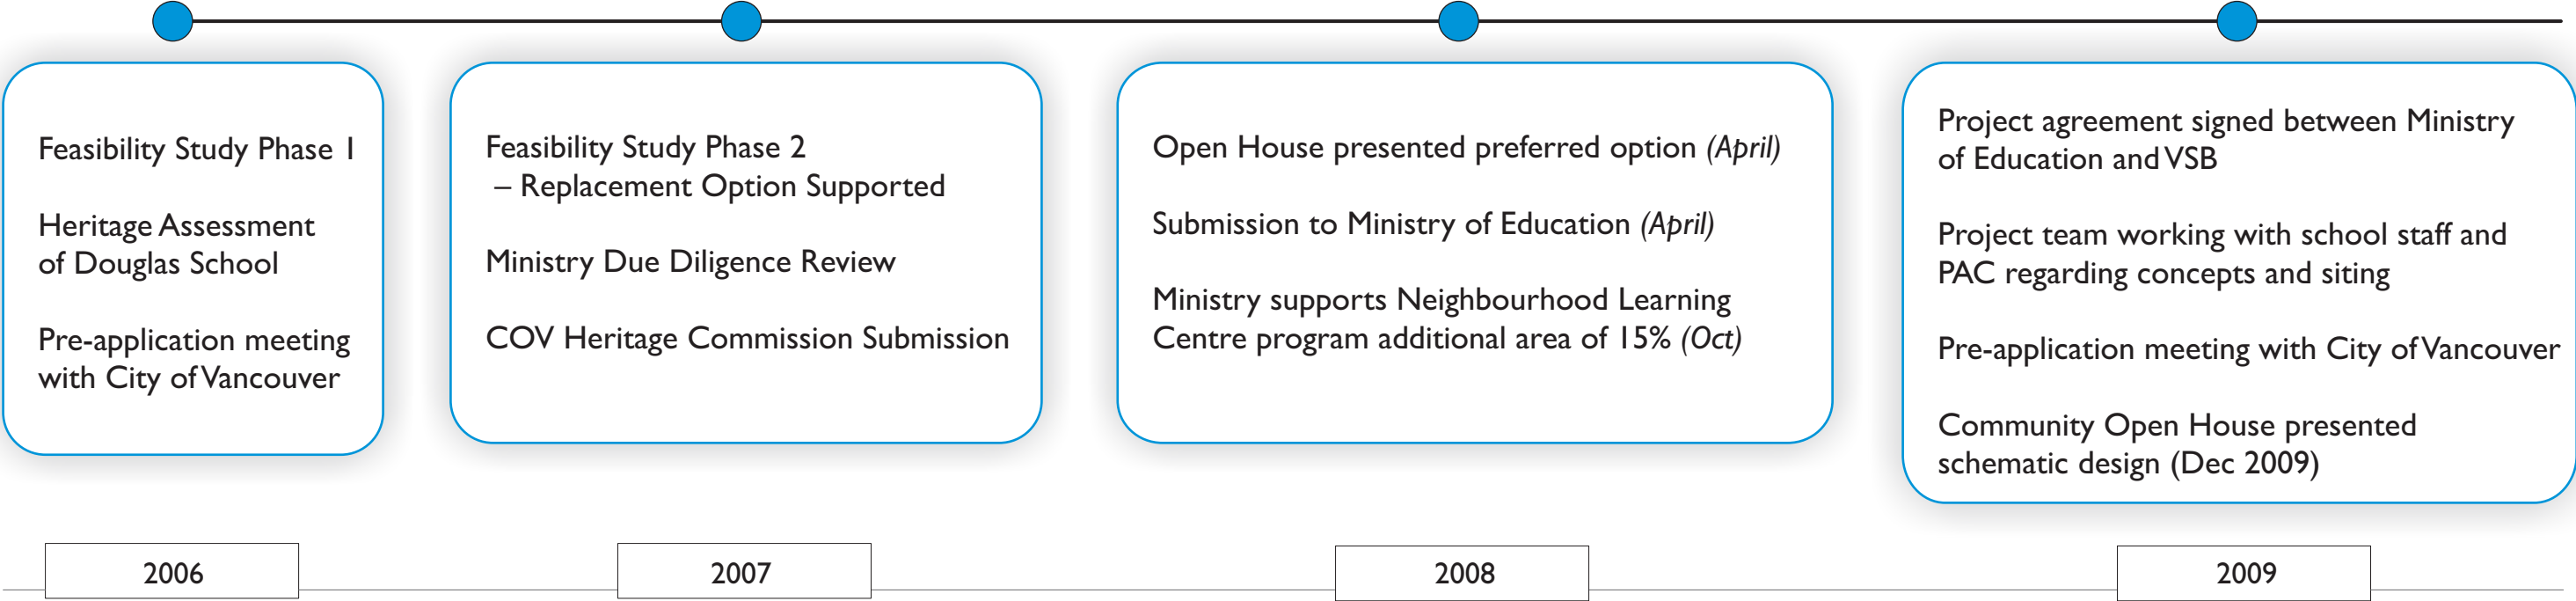 Feasibility Study Phase 1
Heritage Assessment
of Douglas School
Pre-application meeting
with City of Vancouver
Feasibility Study Phase 2
– Replacement Option Supported
Ministry Due Diligence Review
COV Heritage Commission Submission
Open House presented preferred option (April)
Submission to Ministry of Education (April)
Ministry supports Neighbourhood Learning
Centre program additional area of 15% (Oct)
Project agreement signed between Ministry
of Education and VSB
Project team working with school staff and
PAC regarding concepts and siting
Pre-application meeting with City of Vancouver
Community Open House presented
schematic design (Dec 2009)
2006
2007
2008
2009